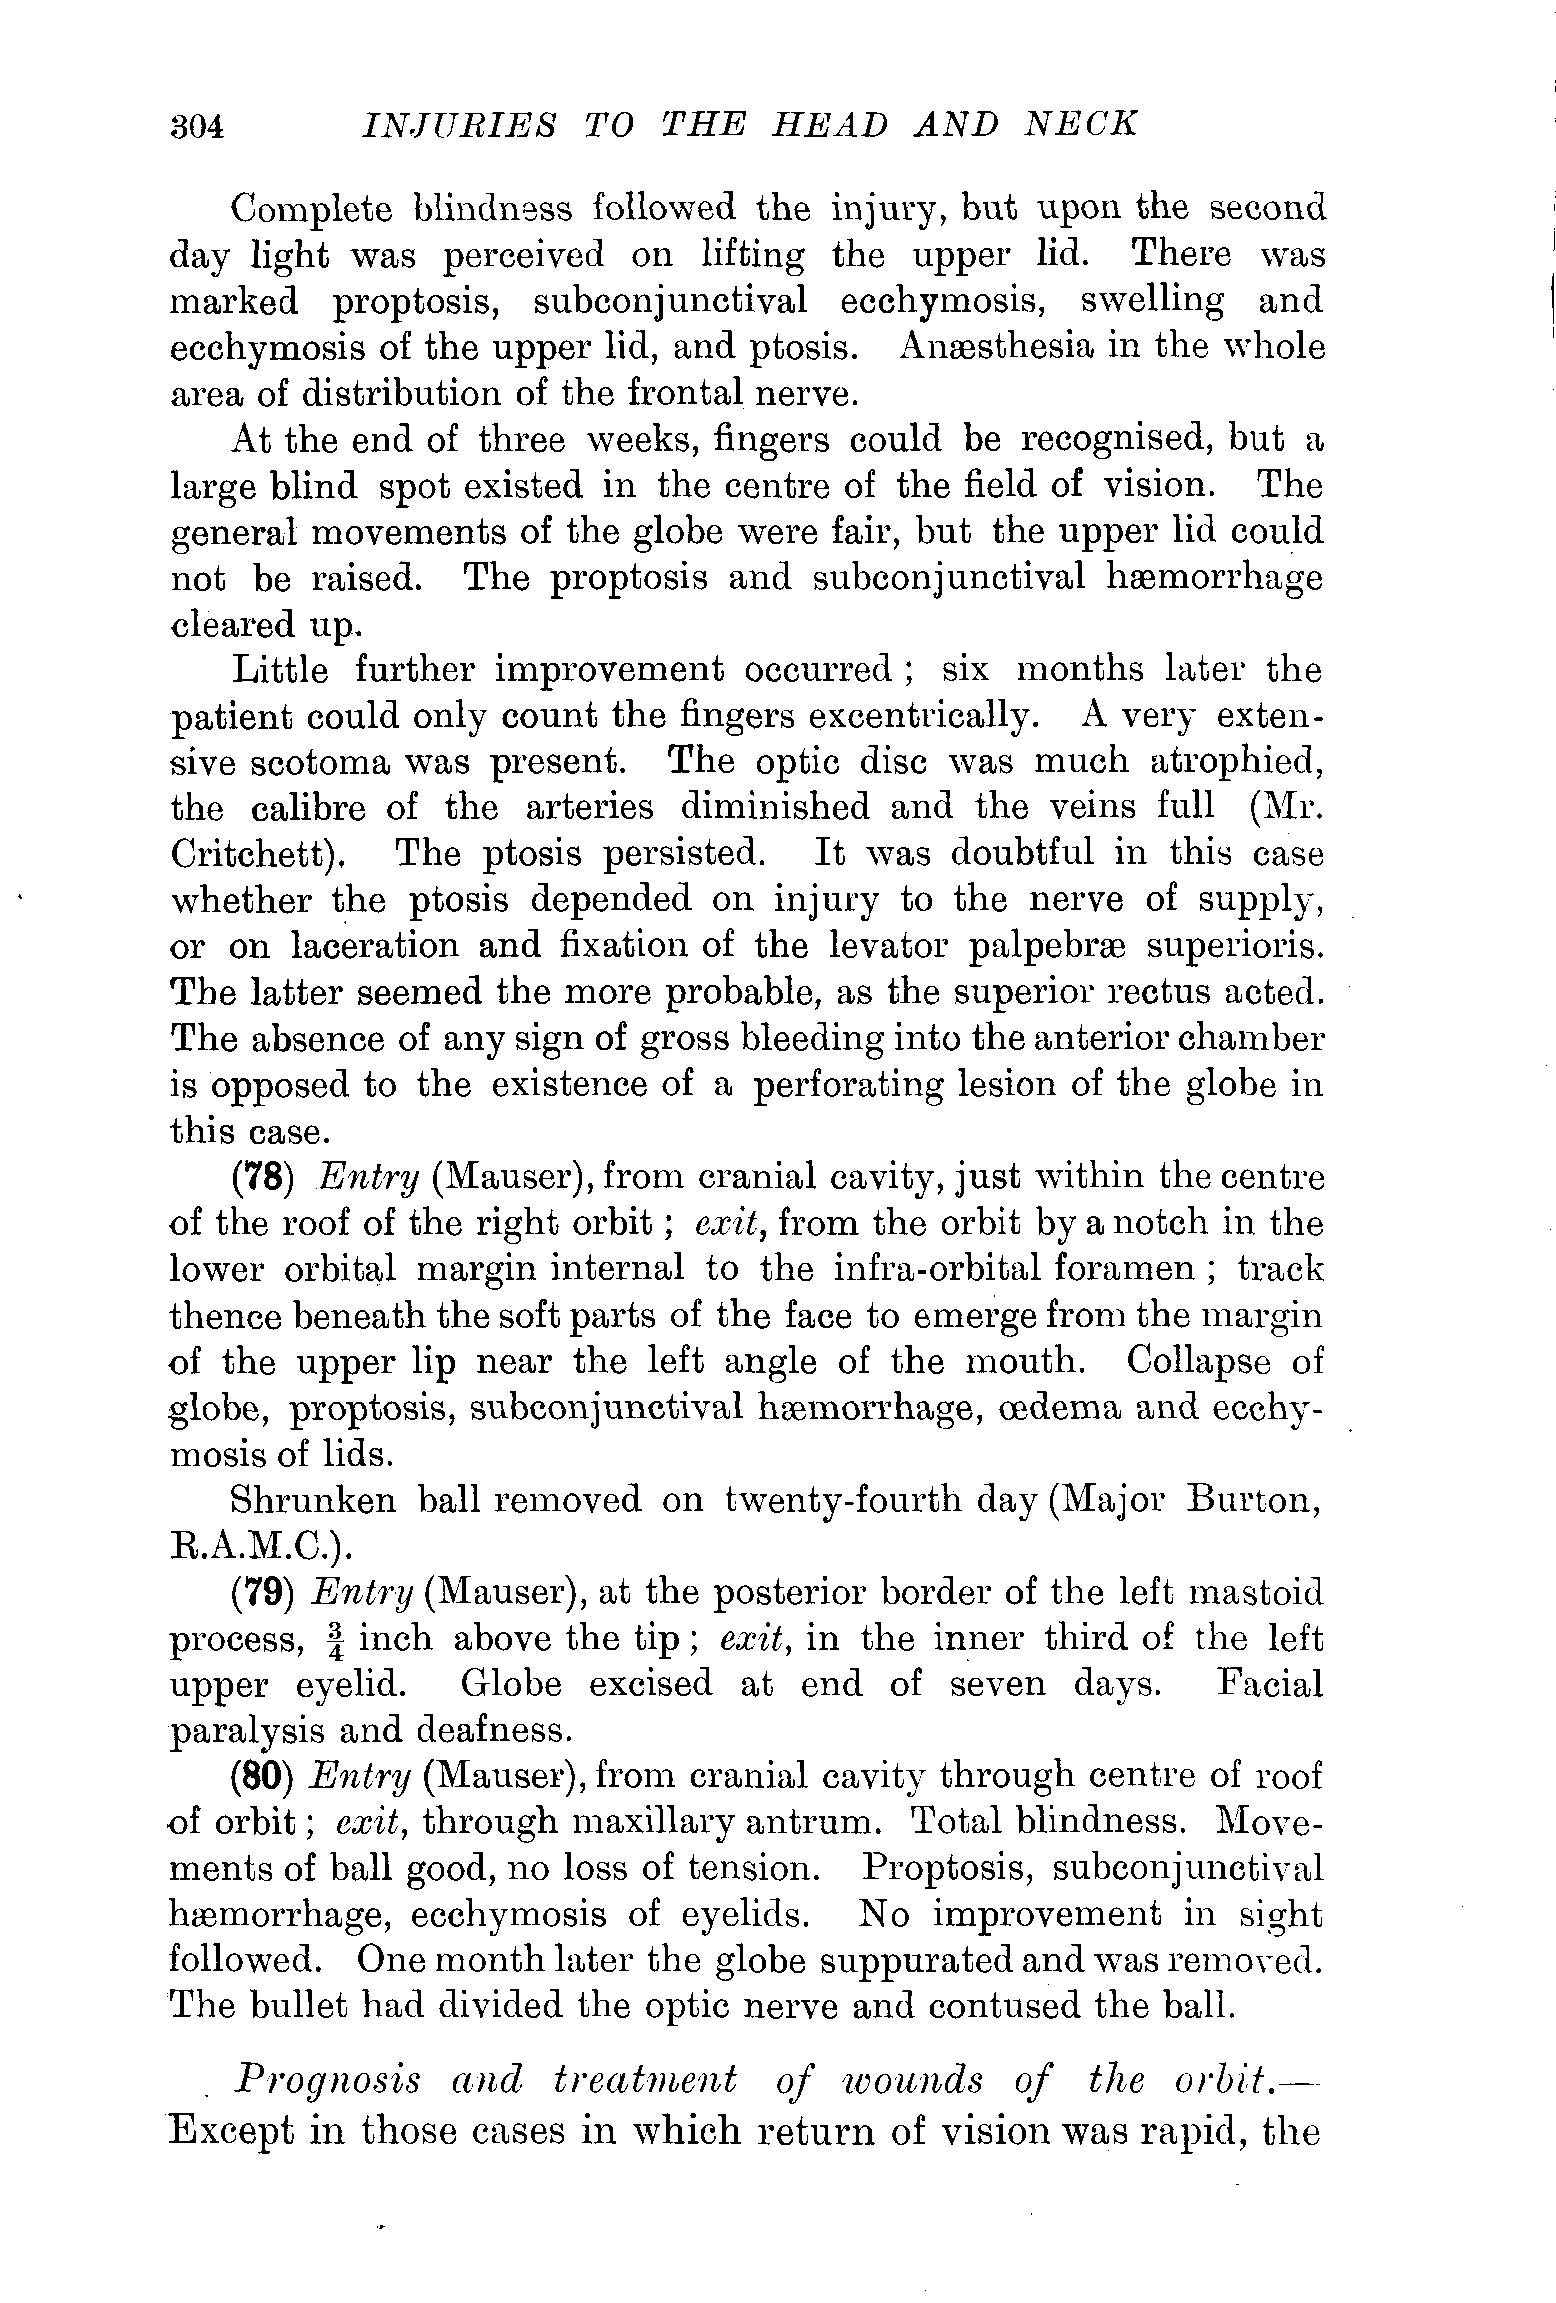 304 INJURIES TO THE HEAD AND NECK
Complete blindness followed the injury, but upon the second
day light was perceived on lifting the upper lid. There was
marked proptosis, subconjunctival ecchymosis, swelling and
ecchymosis of the upper lid, and ptosis. Anæsthesia in the whole
area of distribution of the frontal nerve.
At the end of three weeks, fingers could be recognised, but a
large blind spot existed in the centre of the field of vision. The
general movements of the globe were fair, but the upper lid could
not be raised. The proptosis and subconjunctival hæmorrhage
cleared up.
Little further improvement occurred ; six months later the
patient could only count the fingers excentrically. A very exten-
sive scotoma was present. The optic disc was much atrophied,
the calibre of the arteries diminished and the veins full (Mr.
Critchett). The ptosis persisted. It was doubtful in this case
whether the ptosis depended on injury to the nerve of supply,
or on laceration and fixation of the levator palpebræ superioris.
The latter seemed the more probable, as the superior rectus acted.
The absence of any sign of gross bleeding into the anterior chamber
is opposed to the existence of a perforating lesion of the globe in
this case.
(78) Entry (Mauser), from cranial cavity, just within the centre
of the roof of the right orbit ; exit, from the orbit by a notch in the
lower orbital margin internal to the infra-orbital foramen ; track
thence beneath the soft parts of the face to emerge from the margin
of the upper lip near the left angle of the mouth. Collapse of
globe, proptosis, subconjunctival hæmorrhage, œdema and ecchy-
mosis of lids.
Shrunken ball removed on twenty-fourth day (Major Burton,
R.A.M.C.).
(79) Entry (Mauser), at the posterior border of the left mastoid
process, ¾ inch above the tip ; exit, in the inner third of the left
upper eyelid. Globe excised at end of seven days. Facial
paralysis and deafness.
(80) Entry (Mauser), from cranial cavity through centre of roof
of orbit ; exit, through maxillary antrum. Total blindness. Move-
ments of ball good, no loss of tension. Proptosis, subconjunctival
hæmorrhage, ecchymosis of eyelids. No improvement in sight
followed. One month later the globe suppurated and was removed.
The bullet had divided the optic nerve and contused the ball.
Prognosis and treatment of wounds of the orbit.—
Except in those cases in which return of vision was rapid, the